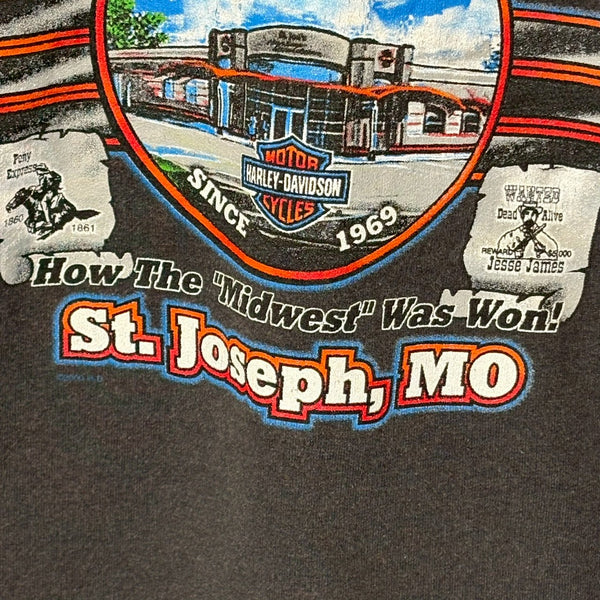 MOTOR
HARLEY-DAVIDSON
CYCLES
SINCE 1969
Pony
Express
1860 1861
WANTED
Dead Alive
REWARD $5,000
Jesse James
How The "Midwest" Was Won!
St. Joseph, MO